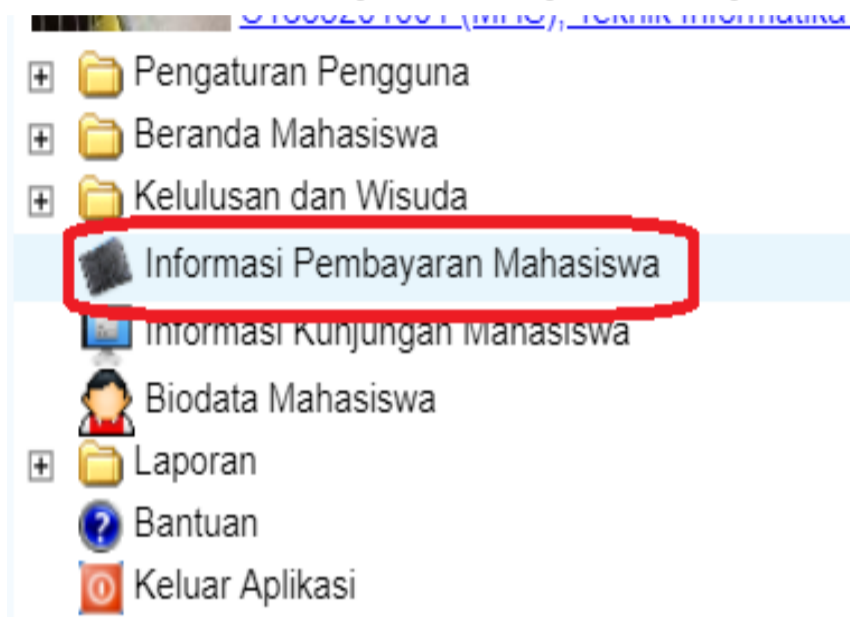 Pengaturan Pengguna
Beranda Mahasiswa
Kelulusan dan Wisuda
Informasi Pembayaran Mahasiswa
Informasi Kunjungan Mahasiswa
Biodata Mahasiswa
Laporan
Bantuan
Keluar Aplikasi